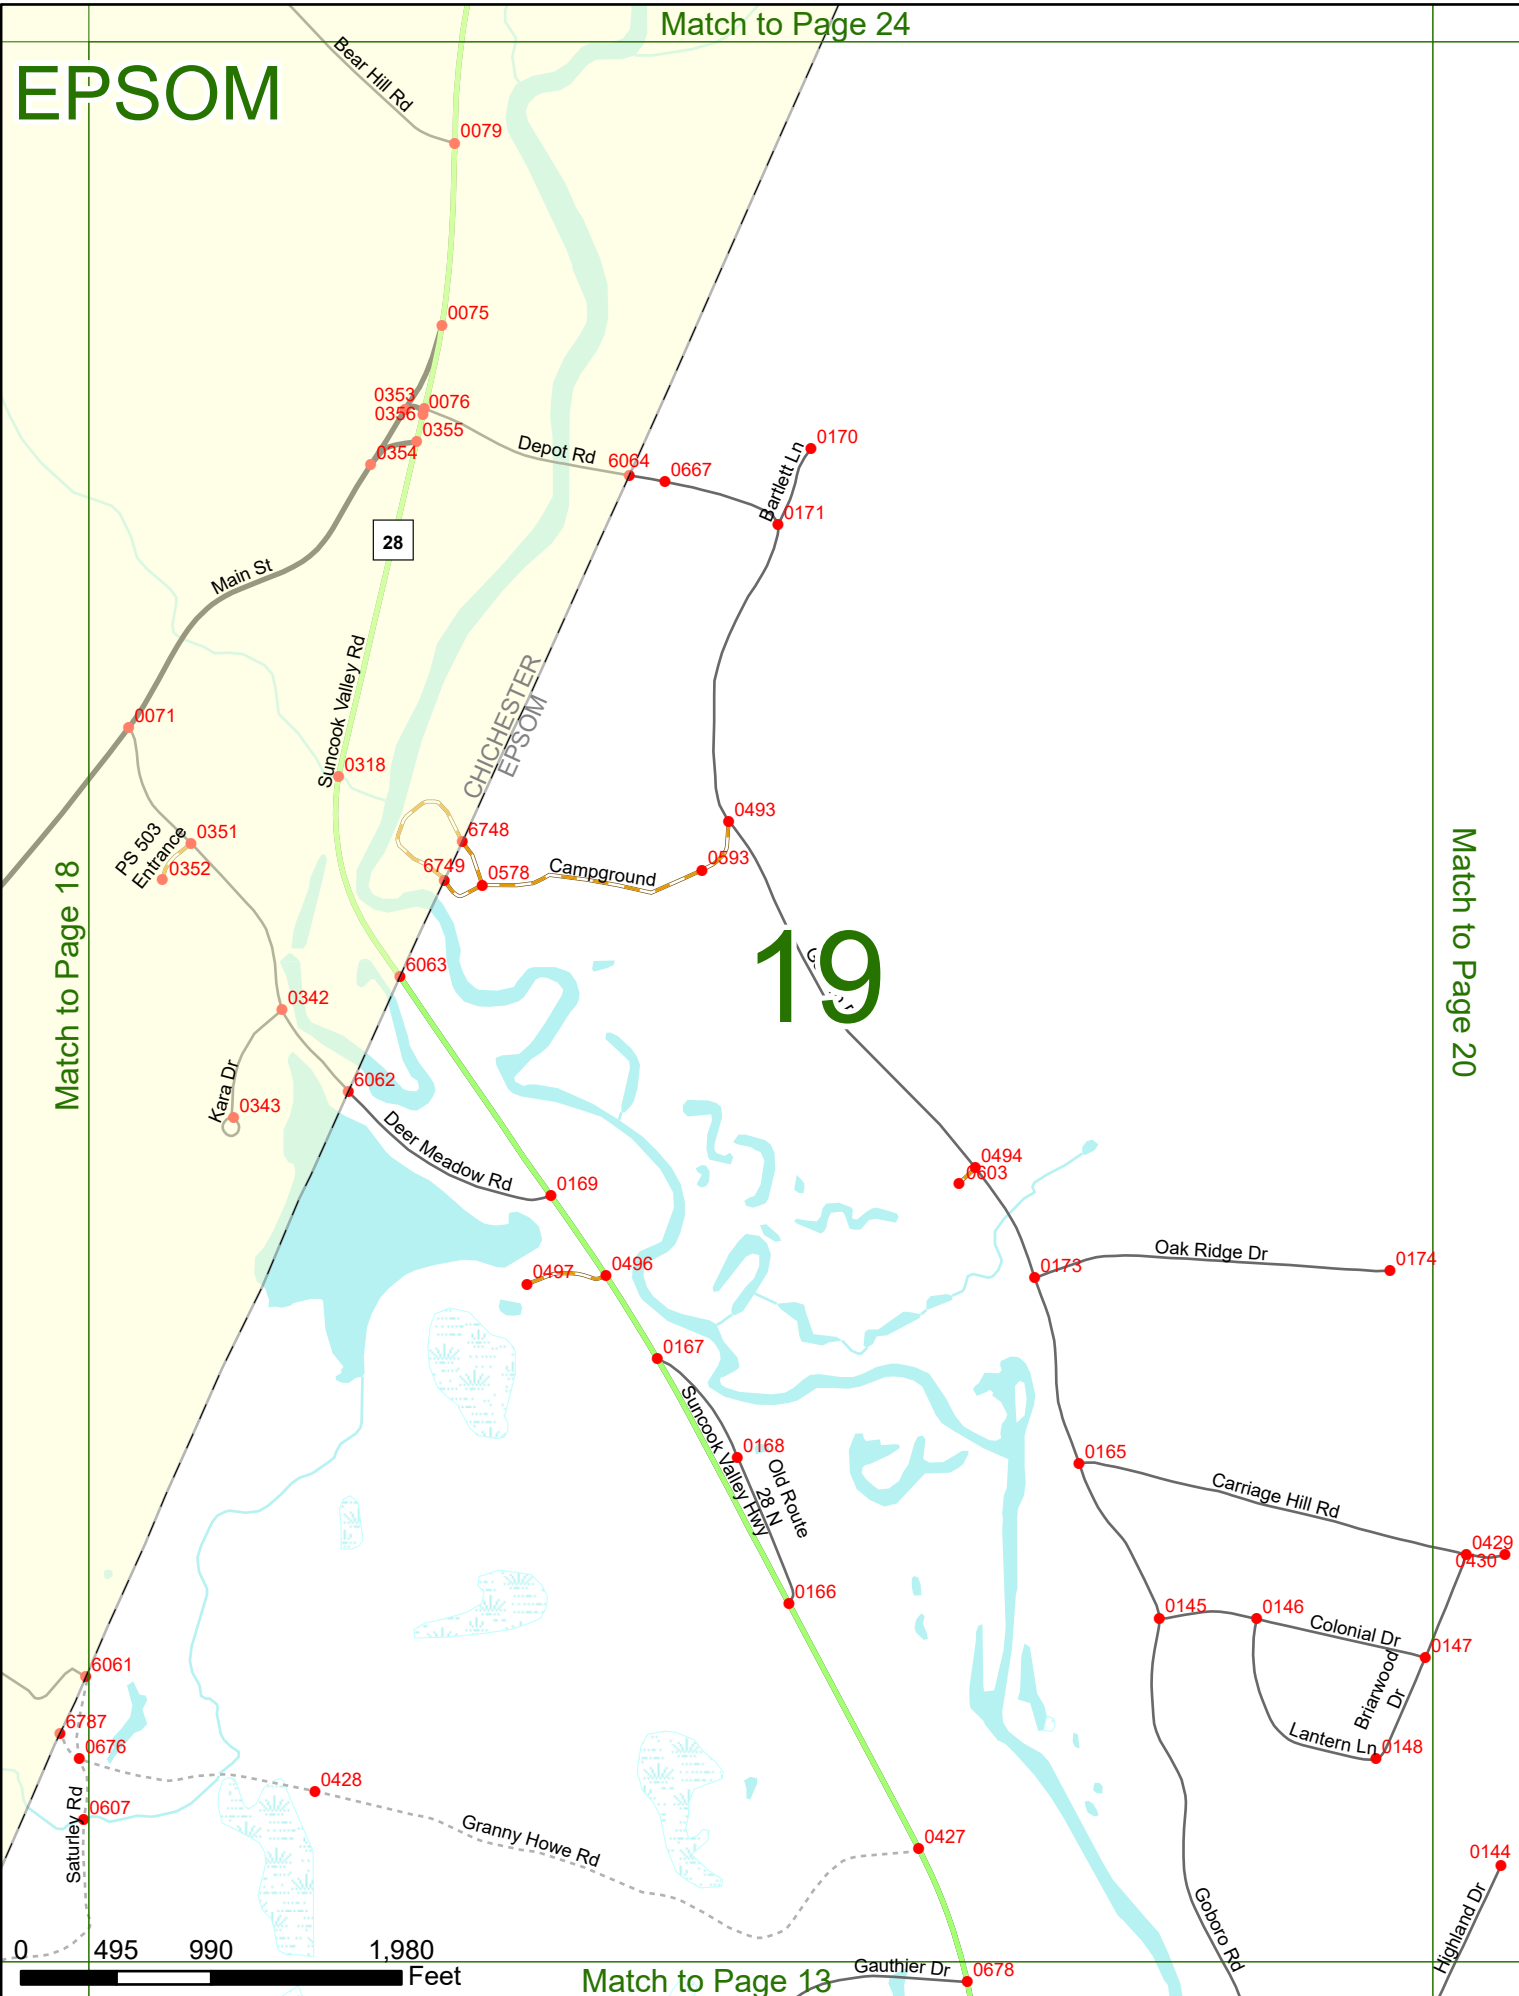 Match to Page 24
EPSOM
Bear Hill Rd
0079
0075
0353
0076
0356
0355
0354
Depot Rd
6064
0667
Bartlett Ln
0170
0171
28
Main St
Suncook Valley Rd
CHICHESTER
EPSOM
0071
0318
0351
PS 503
Entrance
0352
6748
6749
0578
Campground
0593
0493
Match to Page 18
Match to Page 20
19
6063
0342
Kara Dr
0343
6062
Deer Meadow Rd
0169
0494
0603
0497
0496
0173
Oak Ridge Dr
0174
0167
Suncook Valley Hwy
0168
Old Route
28 N
0165
Carriage Hill Rd
0429
0430
0166
0145
0146
Colonial Dr
0147
Briarwood
Dr
Lantern Ln
0148
6061
6787
0676
0428
0607
Saturley Rd
Granny Howe Rd
0427
0144
Goboro Rd
Highland Dr
0 495 990 1,980
Feet
Match to Page 13
Gauthier Dr
0678